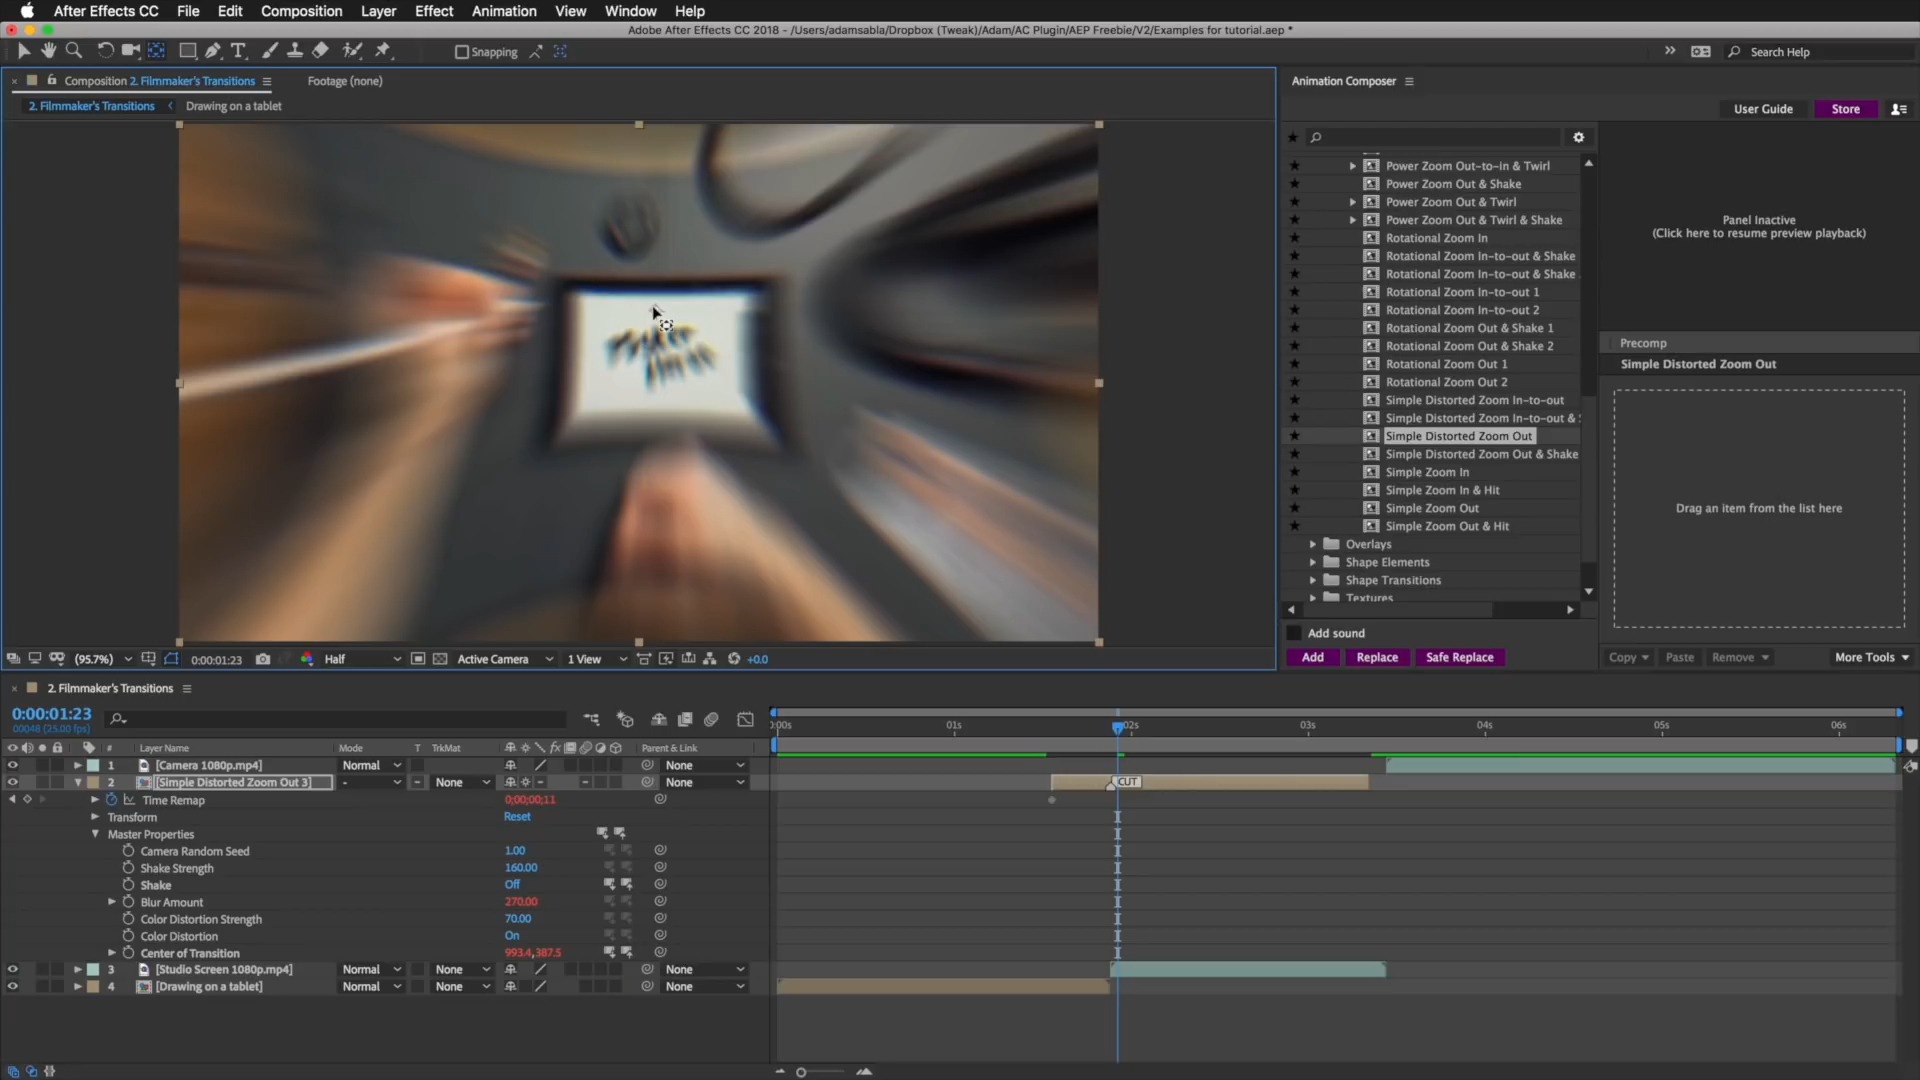 After Effects CC File Edit Composition Layer Effect Animation View Window Help
Adobe After Effects CC 2018 - /Users/adamsabla/Dropbox (Tweak)/Adam/AC Plugin/AEP Freebie/V2/Examples for tutorial.aep *
Snapping
Search Help
Composition 2. Filmmaker's Transitions
Footage (none)
2. Filmmaker's Transitions
Drawing on a tablet
Animation Composer
User Guide
Store
Power Zoom Out-to-in & Twirl
Power Zoom Out & Shake
Power Zoom Out & Twirl
Power Zoom Out & Twirl & Shake
Rotational Zoom In
Rotational Zoom In-to-out & Shake
Rotational Zoom In-to-out & Shake
Rotational Zoom In-to-out 1
Rotational Zoom In-to-out 2
Rotational Zoom Out & Shake 1
Rotational Zoom Out & Shake 2
Rotational Zoom Out 1
Rotational Zoom Out 2
Simple Distorted Zoom In-to-out
Simple Distorted Zoom In-to-out &
Simple Distorted Zoom Out
Simple Distorted Zoom Out & Shake
Simple Zoom In
Simple Zoom In & Hit
Simple Zoom Out
Simple Zoom Out & Hit
Overlays
Shape Elements
Shape Transitions
Textures
Add sound
Add Replace Safe Replace
Panel Inactive
(Click here to resume preview playback)
Precomp
Simple Distorted Zoom Out
Drag an item from the list here
Copy Paste Remove More Tools
(95.7%) 0:00:01:23 Half Active Camera 1 View +0.0
2. Filmmaker's Transitions
0:00:01:23
00048 (25.00 fps)
0:00s 01s 02s 03s 04s 05s 06s
# Layer Name Mode T TrkMat Parent & Link
1 [Camera 1080p.mp4] Normal None
2 [Simple Distorted Zoom Out 3] - None None
CUT
Time Remap 0;00;00;11
Transform Reset
Master Properties
Camera Random Seed 1.00
Shake Strength 160.00
Shake Off
Blur Amount 270.00
Color Distortion Strength 70.00
Color Distortion On
Center of Transition 993.4,387.5
3 [Studio Screen 1080p.mp4] Normal None None
4 [Drawing on a tablet] Normal None None